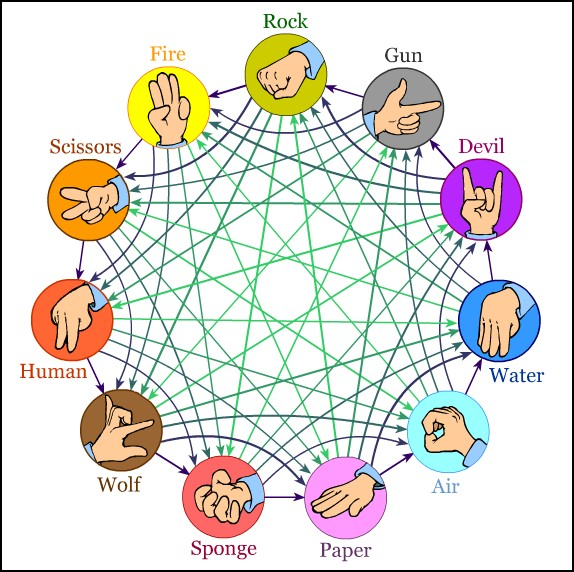 Rock
Fire
Gun
Scissors
Devil
Human
Water
Wolf
Air
Sponge
Paper